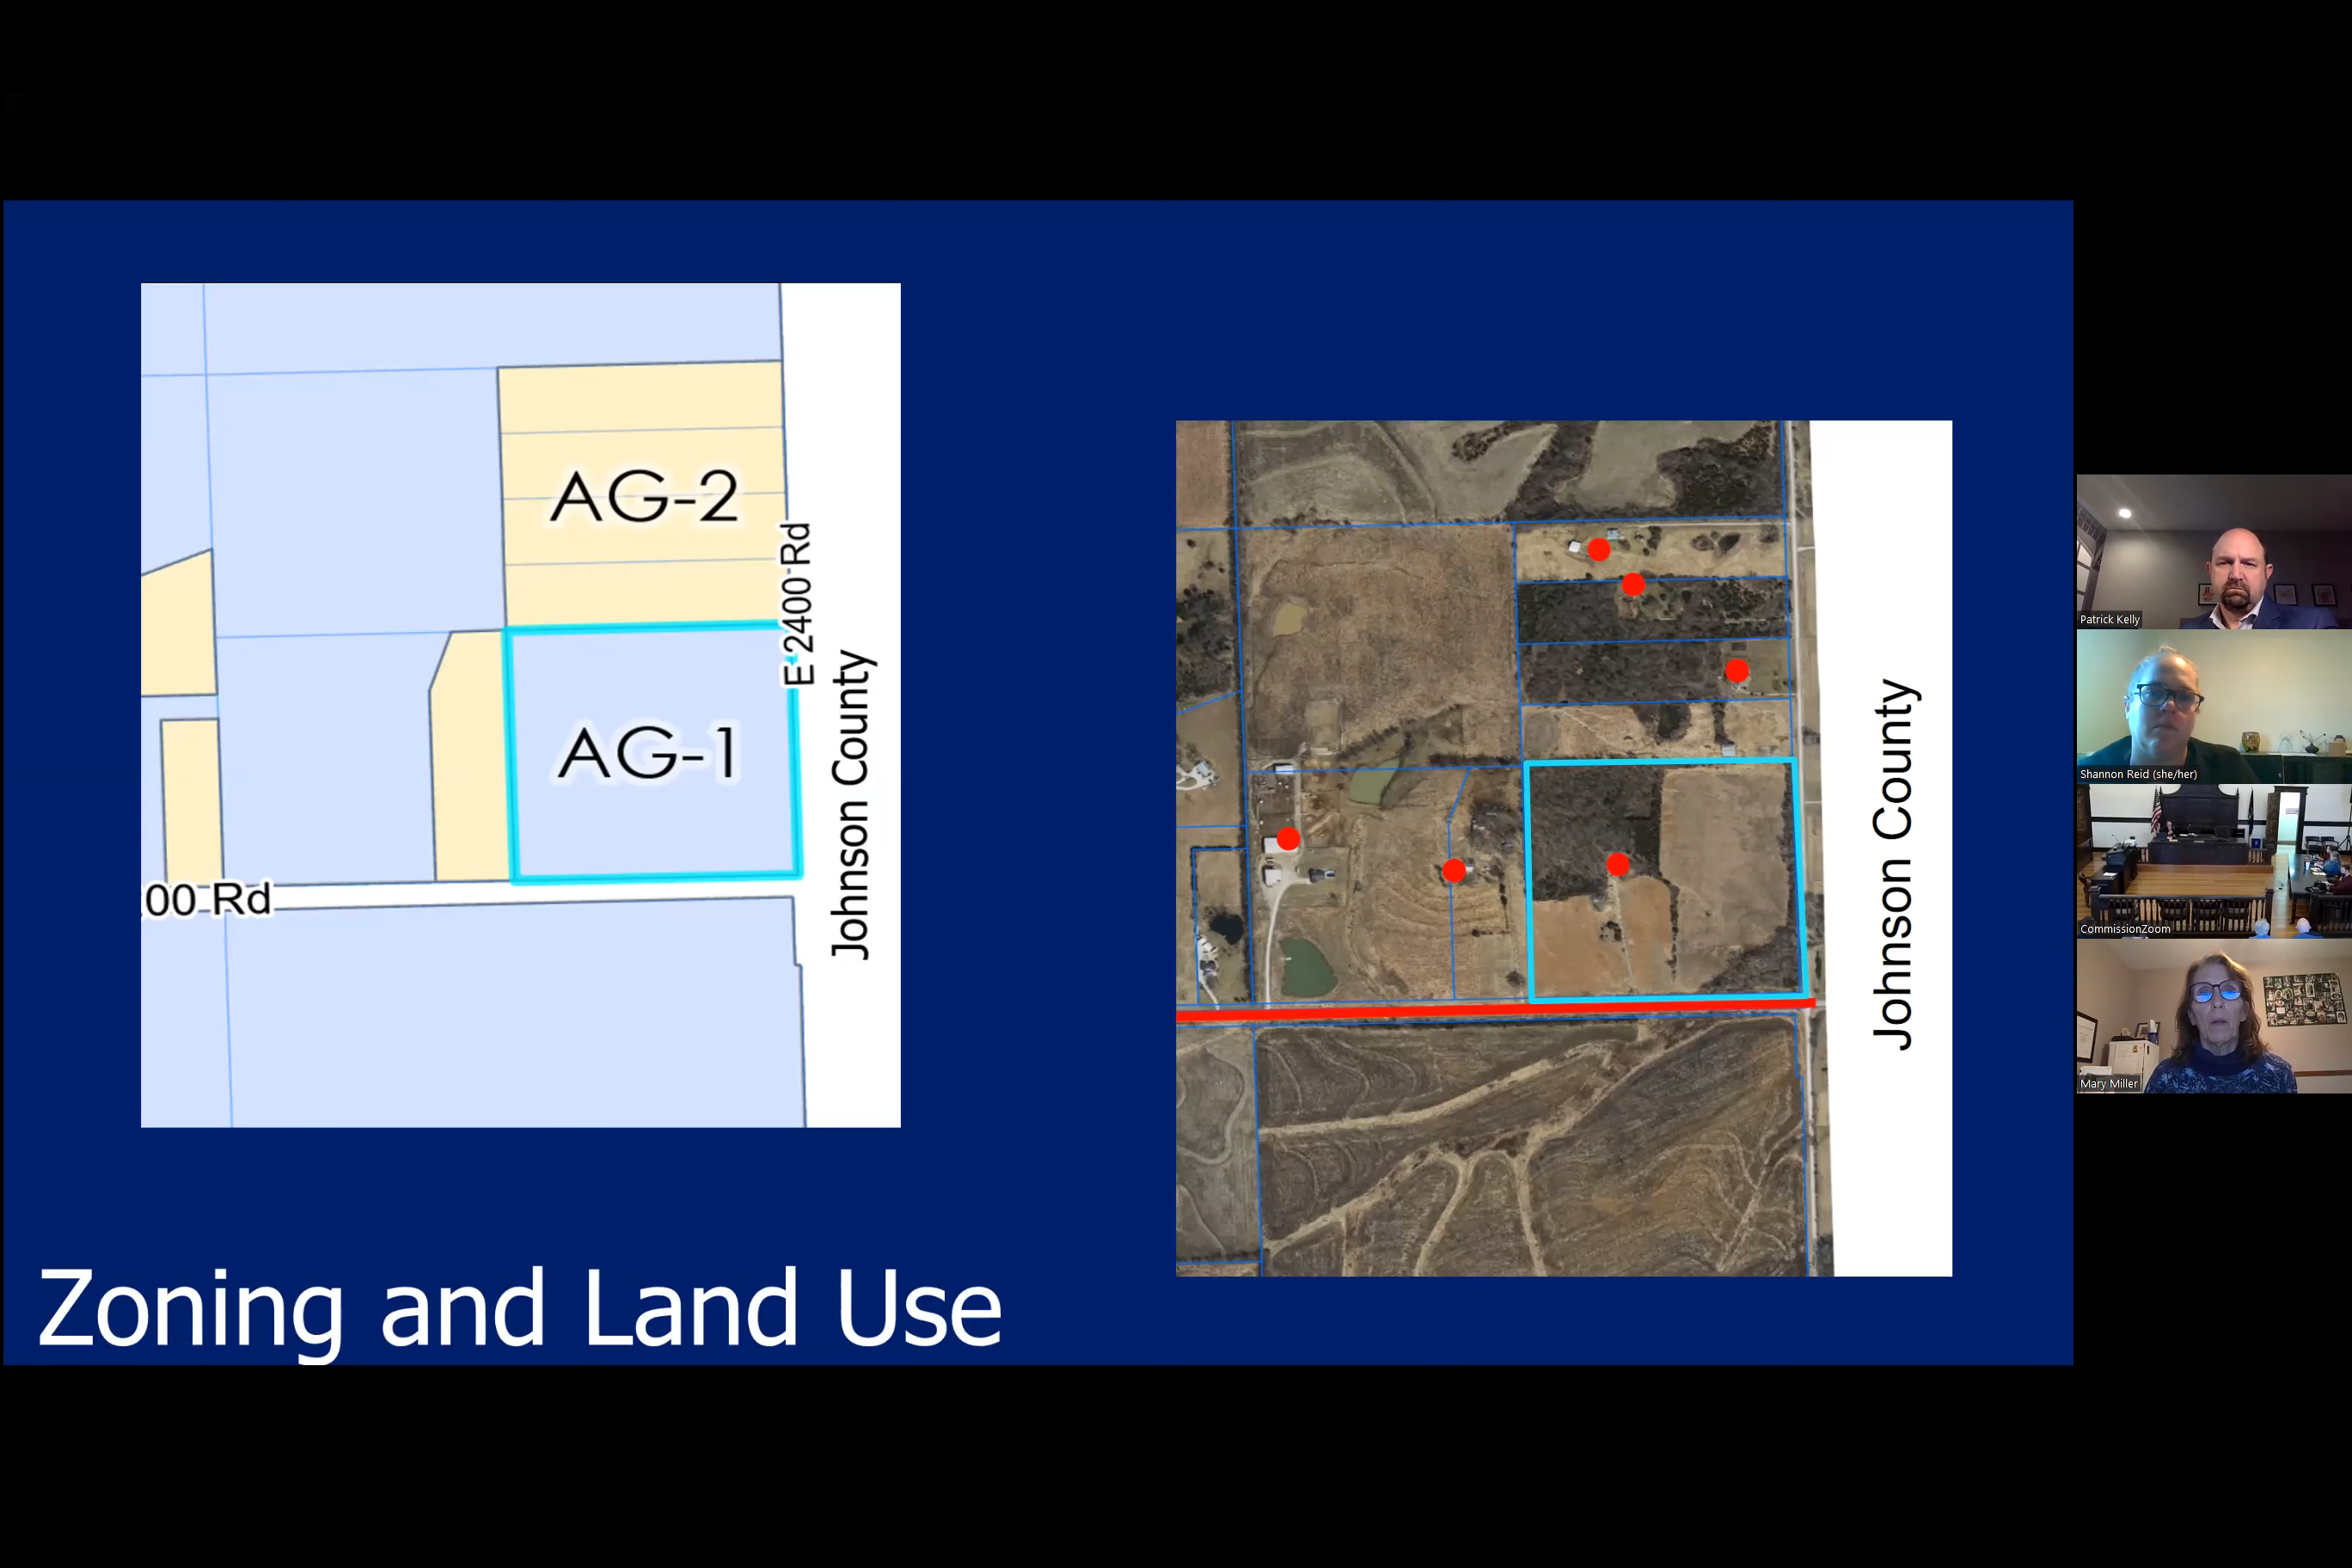 AG-2
E 2400 Rd
AG-1
Johnson County
00 Rd
Johnson County
Zoning and Land Use
Patrick Kelly
Shannon Reid (she/her)
CommissionZoom
Mary Miller